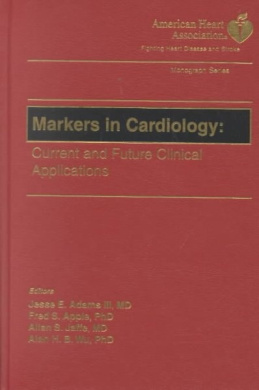 American Heart
Association®
Fighting Heart Disease and Stroke
Monograph Series
Markers in Cardiology:
Current and Future Clinical
Applications
Editors
Jesse E. Adams III, MD
Fred S. Apple, PhD
Allan S. Jaffe, MD
Alan H. B. Wu, PhD